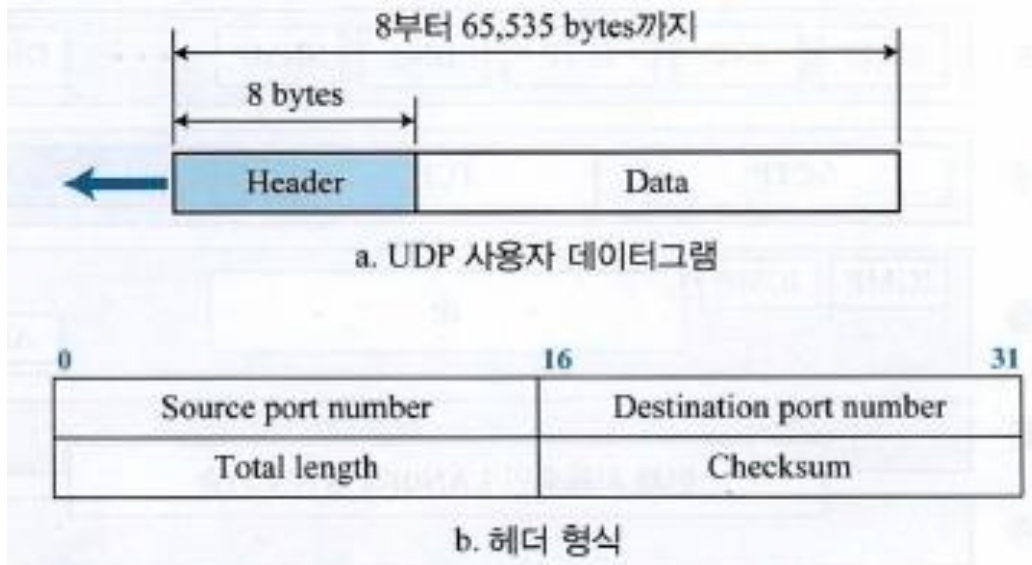 8부터 65,535 bytes까지
8 bytes
Header Data
a. UDP 사용자 데이터그램
0 16 31
Source port number Destination port number
Total length Checksum
b. 헤더 형식